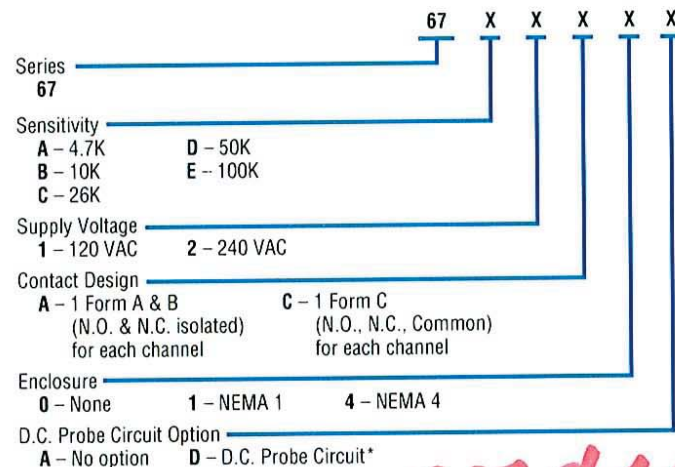 67 X X X X X
Series
67
Sensitivity
A – 4.7K D – 50K
B – 10K E – 100K
C – 26K
Supply Voltage
1 – 120 VAC 2 – 240 VAC
Contact Design
A – 1 Form A & B C – 1 Form C
(N.O. & N.C. isolated) (N.O., N.C., Common)
for each channel for each channel
Enclosure
0 – None 1 – NEMA 1 4 – NEMA 4
D.C. Probe Circuit Option
A – No option D – D.C. Probe Circuit*